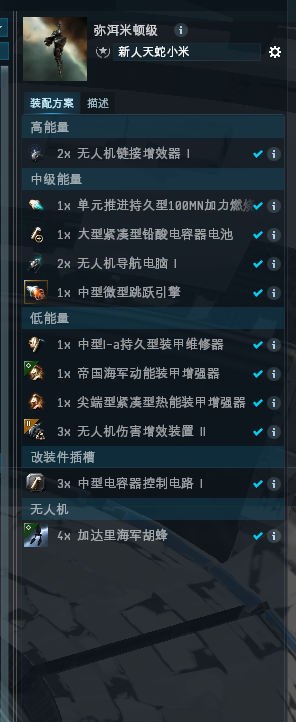 弥洱米顿级
新人天蛇小米
装配方案 描述
高能量
2x 无人机链接增效器 I
中级能量
1x 单元推进持久型100MN加力燃烧
1x 大型紧凑型铅酸电容器电池
2x 无人机导航电脑 I
1x 中型微型跳跃引擎
低能量
1x 中型I-a持久型装甲维修器
1x 帝国海军动能装甲增强器
1x 尖端型紧凑型热能装甲增强器
3x 无人机伤害增效装置 II
改装件插槽
3x 中型电容器控制电路 I
无人机
4x 加达里海军胡蜂